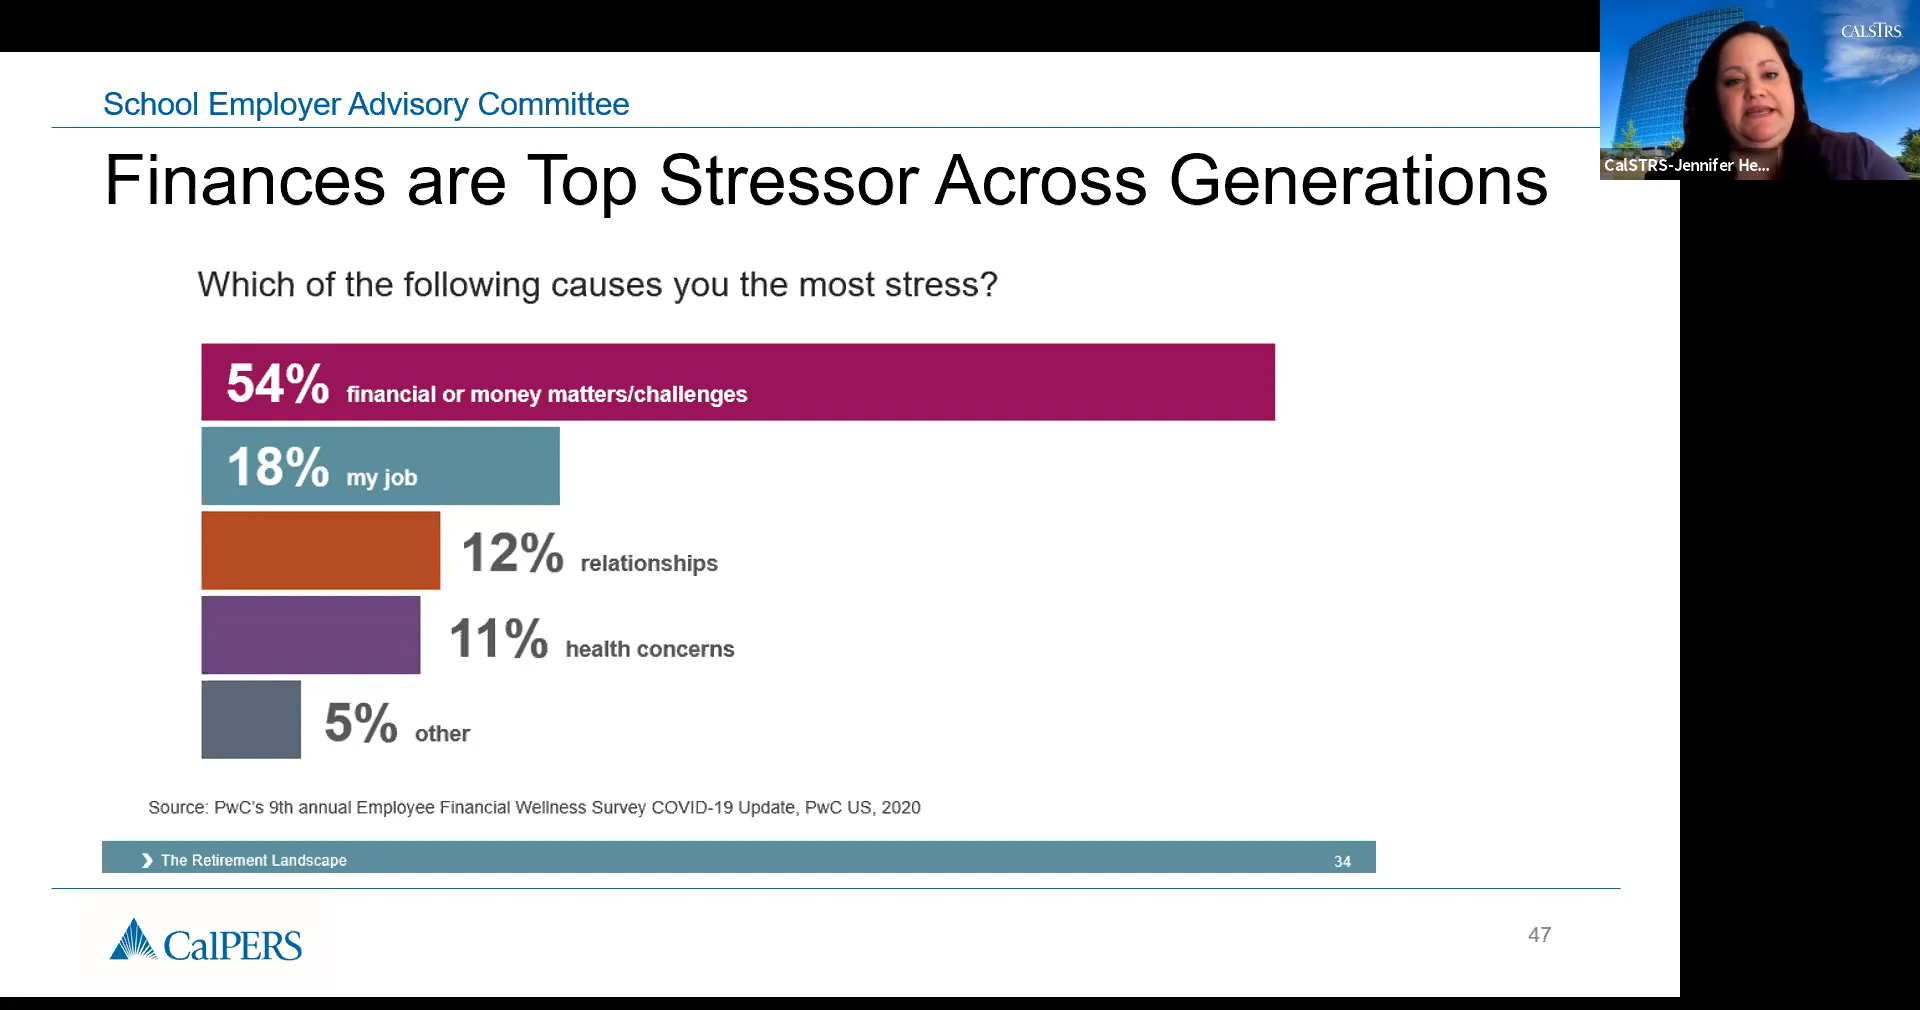 School Employer Advisory Committee
Finances are Top Stressor Across Generations
Which of the following causes you the most stress?
54% financial or money matters/challenges
18% my job
12% relationships
11% health concerns
5% other
Source: PwC's 9th annual Employee Financial Wellness Survey COVID-19 Update, PwC US, 2020
❯ The Retirement Landscape 34
CalPERS
47
CALSTRS
CalSTRS-Jennifer He...